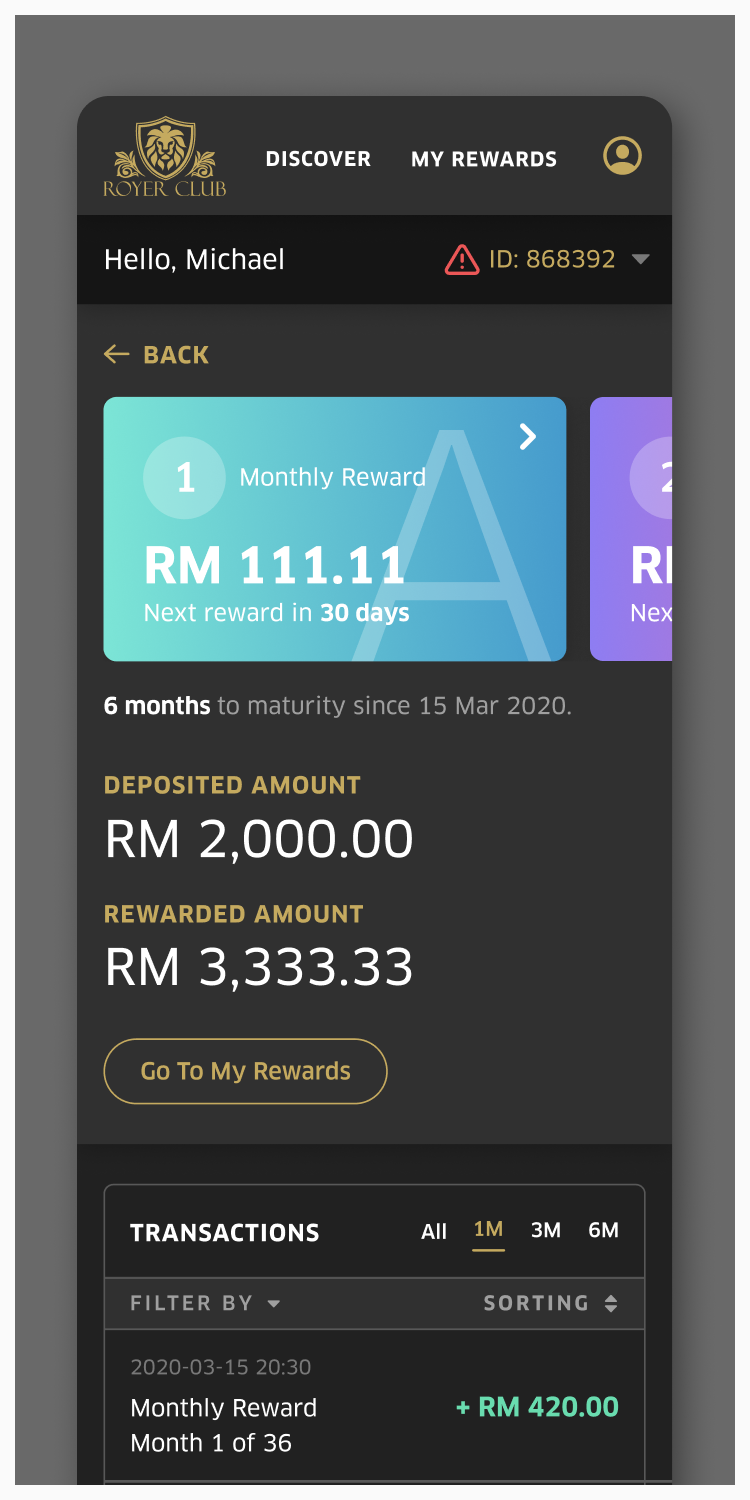 ROYER CLUB
DISCOVER MY REWARDS
Hello, Michael ID: 868392
BACK
A
1 Monthly Reward
RM 111.11
Next reward in 30 days
2
6 months to maturity since 15 Mar 2020.
DEPOSITED AMOUNT
RM 2,000.00
REWARDED AMOUNT
RM 3,333.33
Go To My Rewards
TRANSACTIONS All 1M 3M 6M
FILTER BY SORTING
2020-03-15 20:30
Monthly Reward + RM 420.00
Month 1 of 36